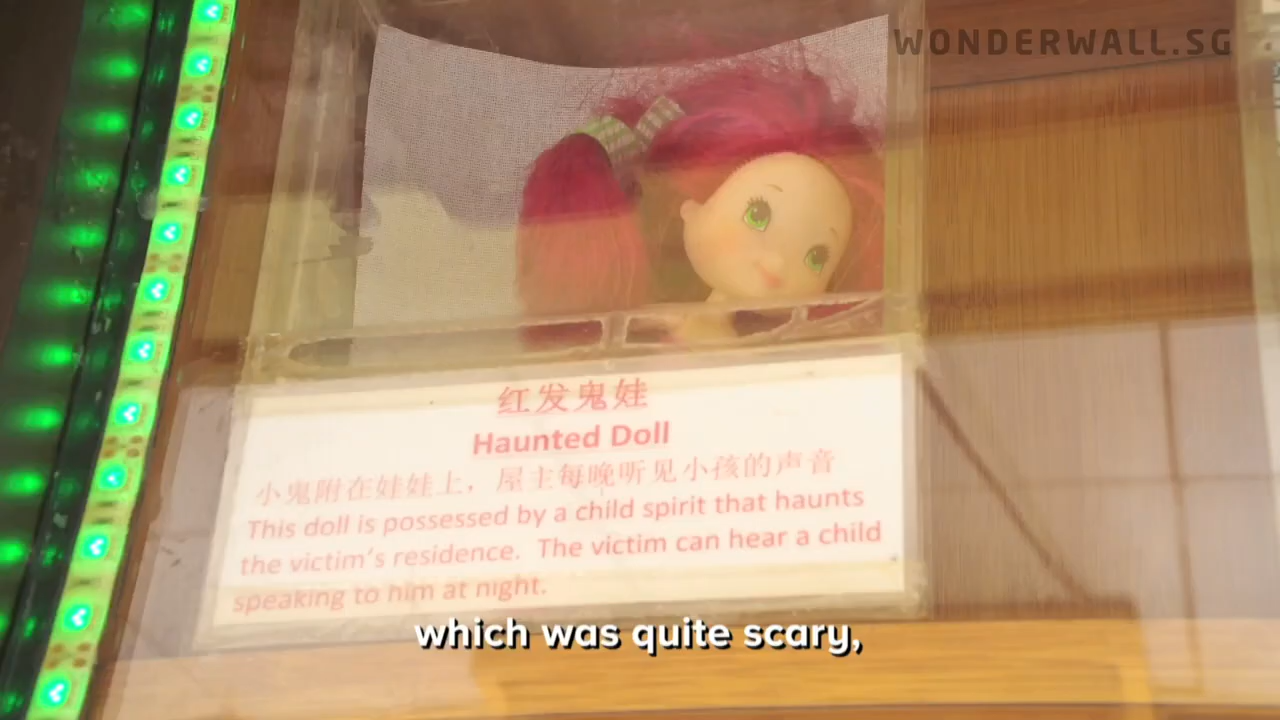 WONDERWALL.SG
红发鬼娃
Haunted Doll
小鬼附在娃娃上，屋主每晚听见小孩的声音
This doll is possessed by a child spirit that haunts
the victim's residence. The victim can hear a child
speaking to him at night.
which was quite scary,